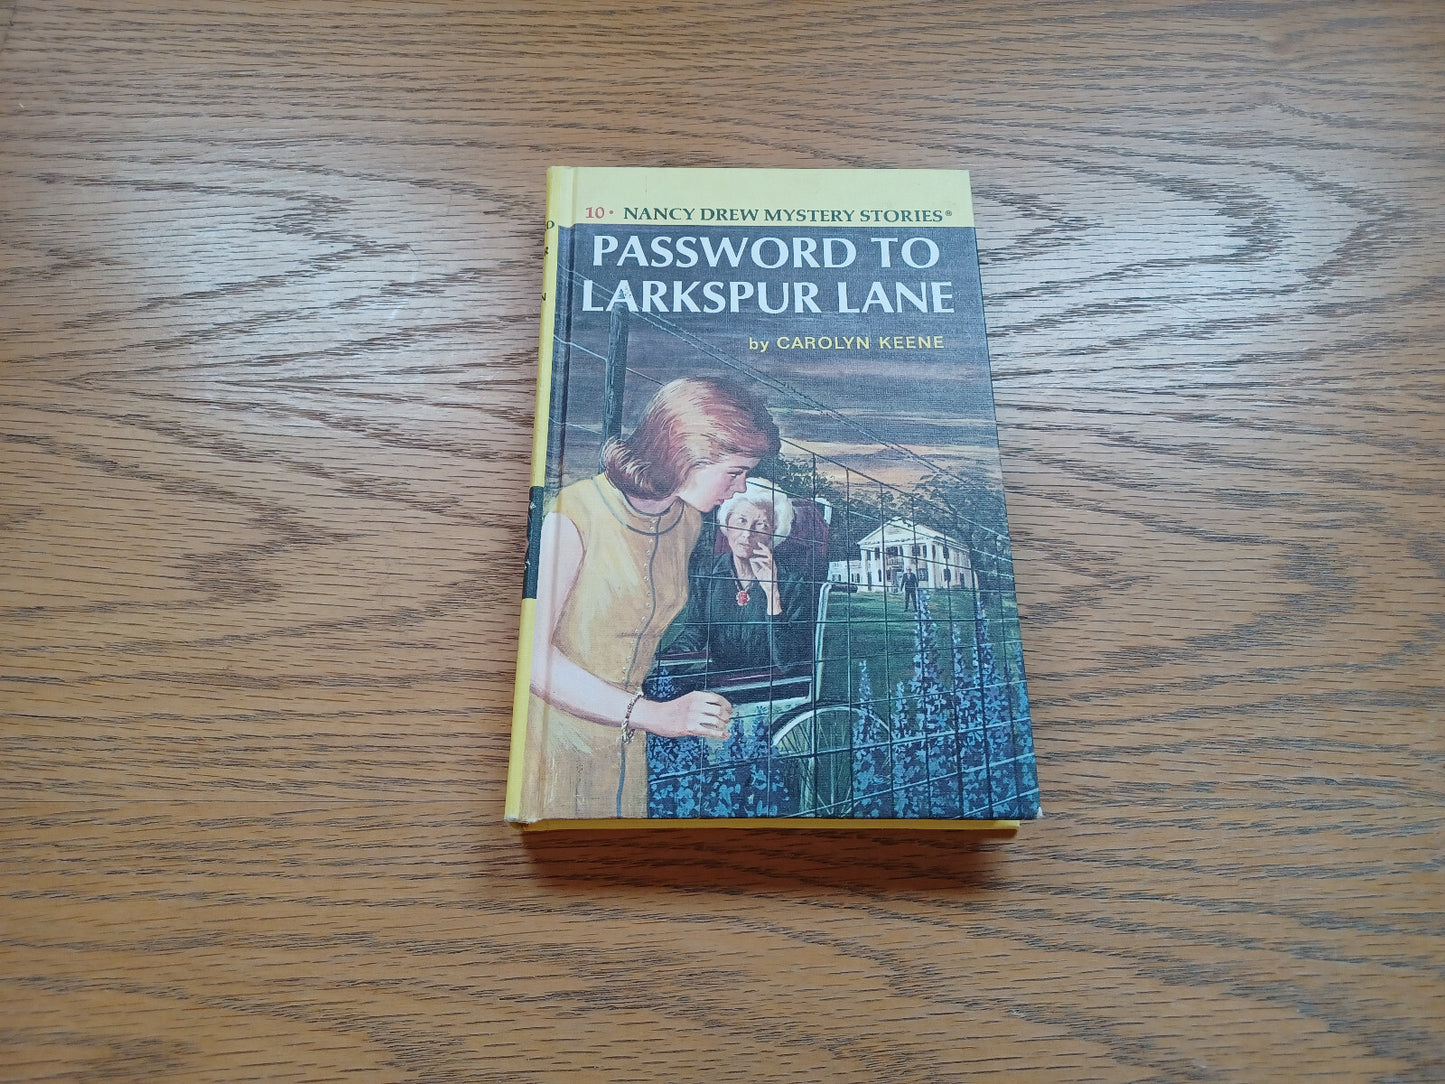 10• NANCY DREW MYSTERY STORIES®
PASSWORD TO
LARKSPUR LANE
by CAROLYN KEENE